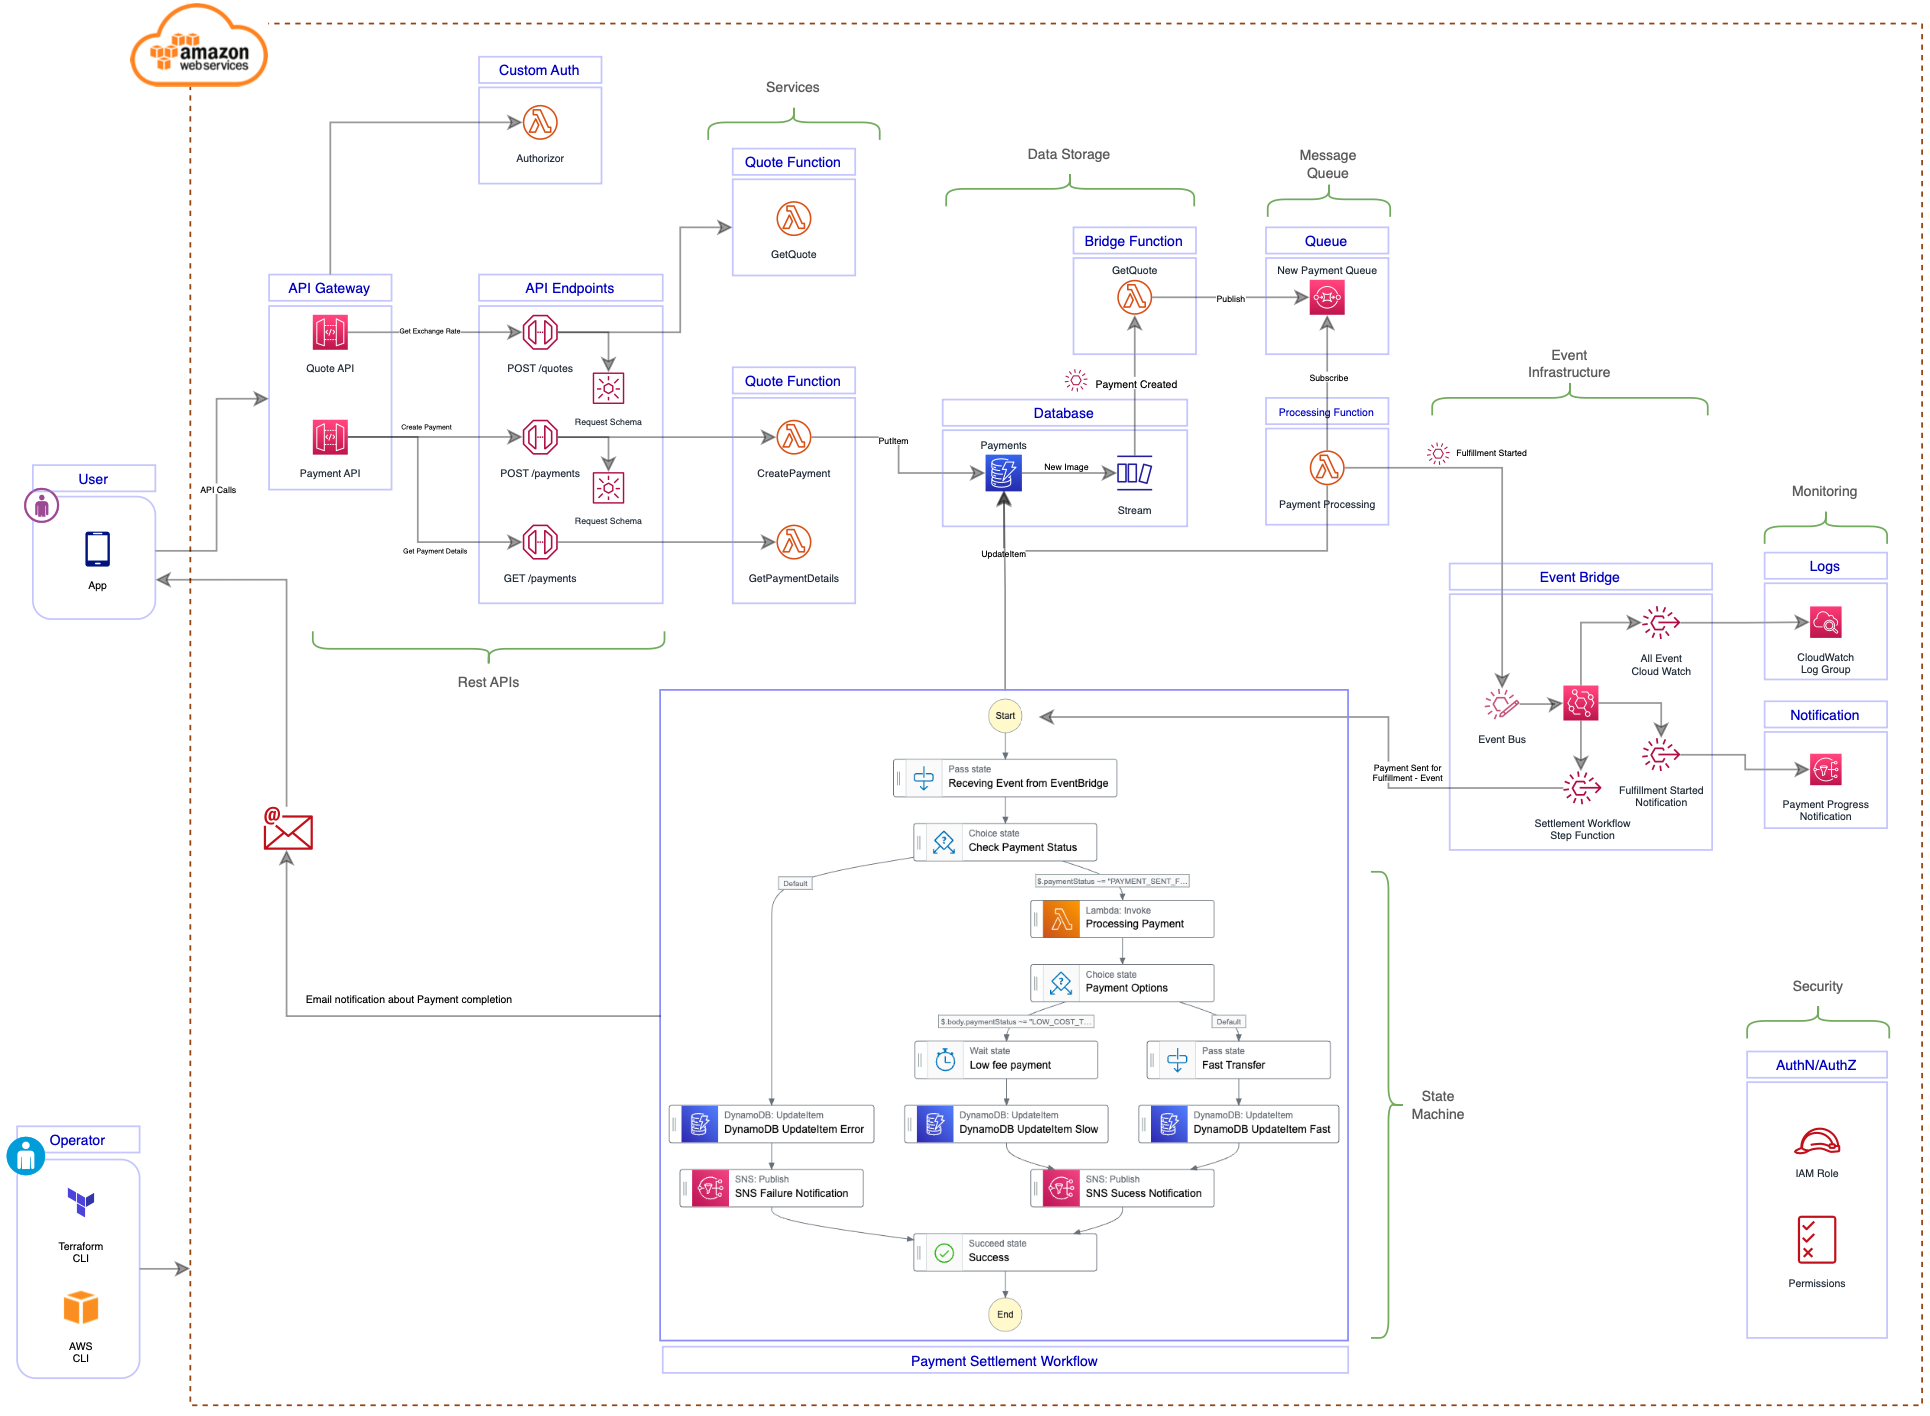 amazon
webservices
Custom Auth
Authorizor
Services
Quote Function
GetQuote
Data Storage
Message
Queue
Bridge Function
GetQuote
Queue
New Payment Queue
Publish
API Gateway
Quote API
Payment API
Get Exchange Rate
Create Payment
Get Payment Details
API Endpoints
POST /quotes
Request Schema
POST /payments
Request Schema
GET /payments
Quote Function
CreatePayment
GetPaymentDetails
PutItem
Payment Created
Database
Payments
New Image
Stream
UpdateItem
Subscribe
Processing Function
Payment Processing
Event
Infrastructure
Fulfillment Started
User
App
API Calls
Rest APIs
Event Bridge
All Event
Cloud Watch
Event Bus
Fulfillment Started
Notification
Settlement Workflow
Step Function
Monitoring
Logs
CloudWatch
Log Group
Notification
Payment Progress
Notification
Payment Sent for
Fulfillment - Event
Start
Pass state
Receving Event from EventBridge
Choice state
Check Payment Status
Default
$.paymentStatus ~= "PAYMENT_SENT_F...
Lambda: Invoke
Processing Payment
Choice state
Payment Options
$.body.paymentStatus ~= "LOW_COST_T...
Default
Wait state
Low fee payment
Pass state
Fast Transfer
DynamoDB: UpdateItem
DynamoDB UpdateItem Error
DynamoDB: UpdateItem
DynamoDB UpdateItem Slow
DynamoDB: UpdateItem
DynamoDB UpdateItem Fast
SNS: Publish
SNS Failure Notification
SNS: Publish
SNS Sucess Notification
Succeed state
Success
End
Payment Settlement Workflow
State
Machine
@
Email notification about Payment completion
Operator
Terraform
CLI
AWS
CLI
Security
AuthN/AuthZ
IAM Role
Permissions